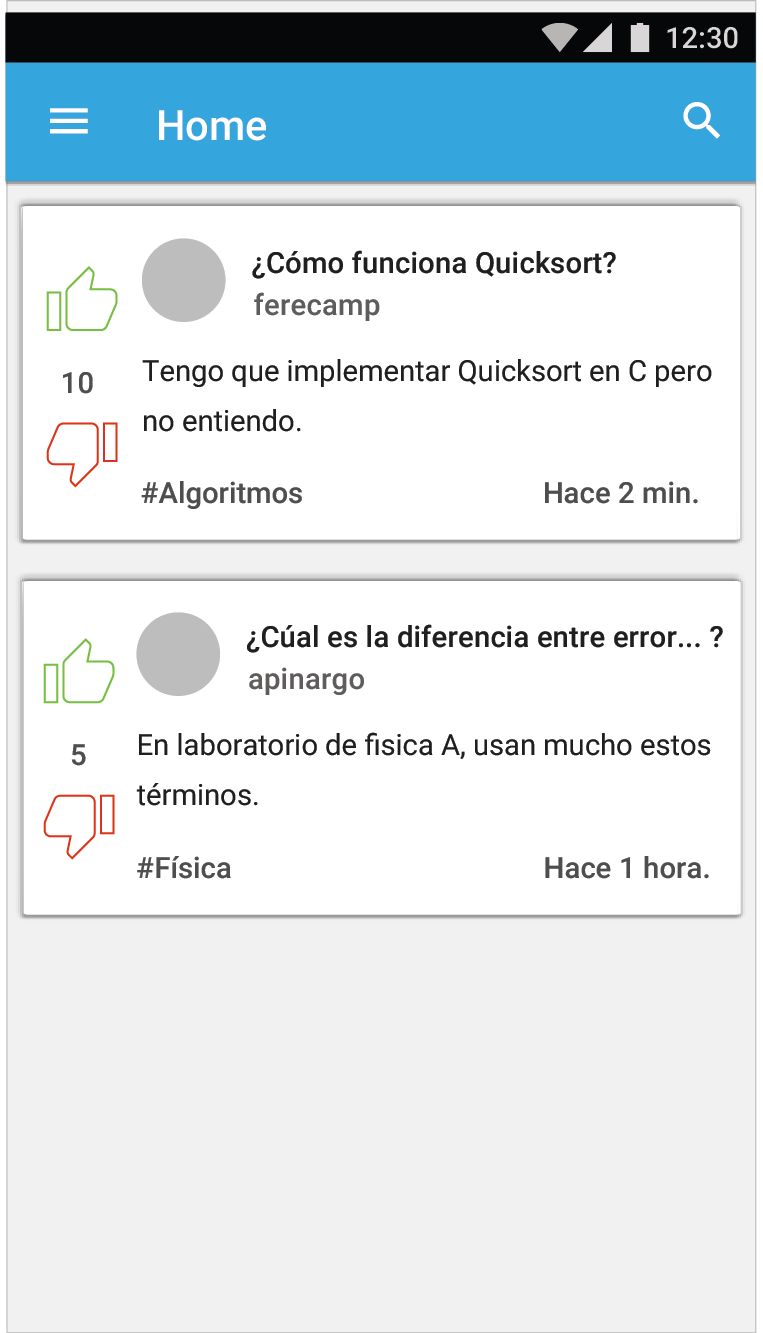 12:30
Home
¿Cómo funciona Quicksort?
ferecamp
10
Tengo que implementar Quicksort en C pero
no entiendo.
#Algoritmos Hace 2 min.
¿Cúal es la diferencia entre error... ?
apinargo
5
En laboratorio de fisica A, usan mucho estos
términos.
#Física Hace 1 hora.